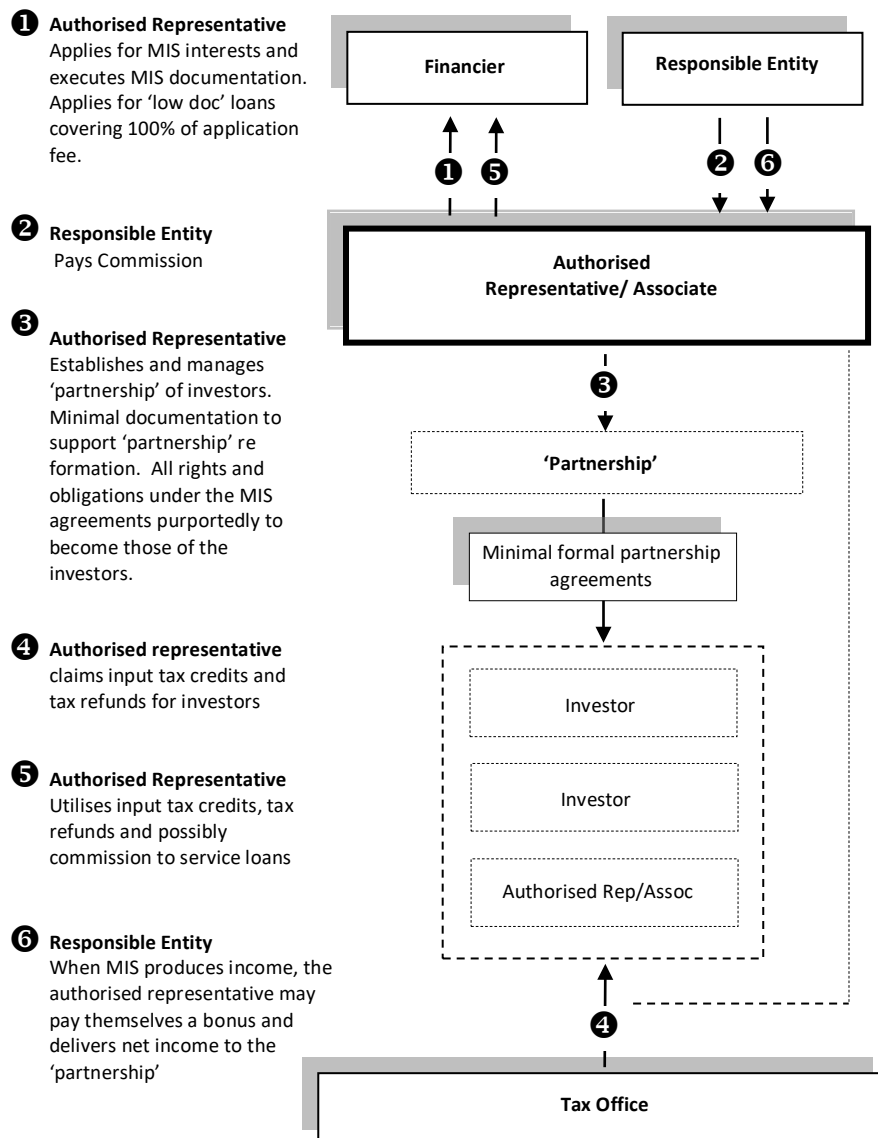 ❶ Authorised Representative
Applies for MIS interests and
executes MIS documentation.
Applies for ‘low doc’ loans
covering 100% of application
fee.
❷ Responsible Entity
Pays Commission
❸
Authorised Representative
Establishes and manages
‘partnership’ of investors.
Minimal documentation to
support ‘partnership’ re
formation. All rights and
obligations under the MIS
agreements purportedly to
become those of the
investors.
❹ Authorised representative
claims input tax credits and
tax refunds for investors
❺ Authorised Representative
Utilises input tax credits, tax
refunds and possibly
commission to service loans
❻ Responsible Entity
When MIS produces income, the
authorised representative may
pay themselves a bonus and
delivers net income to the
‘partnership’
Financier
Responsible Entity
❶ ❺
❷ ❻
Authorised
Representative/ Associate
❸
‘Partnership’
Minimal formal partnership
agreements
Investor
Investor
Authorised Rep/Assoc
❹
Tax Office